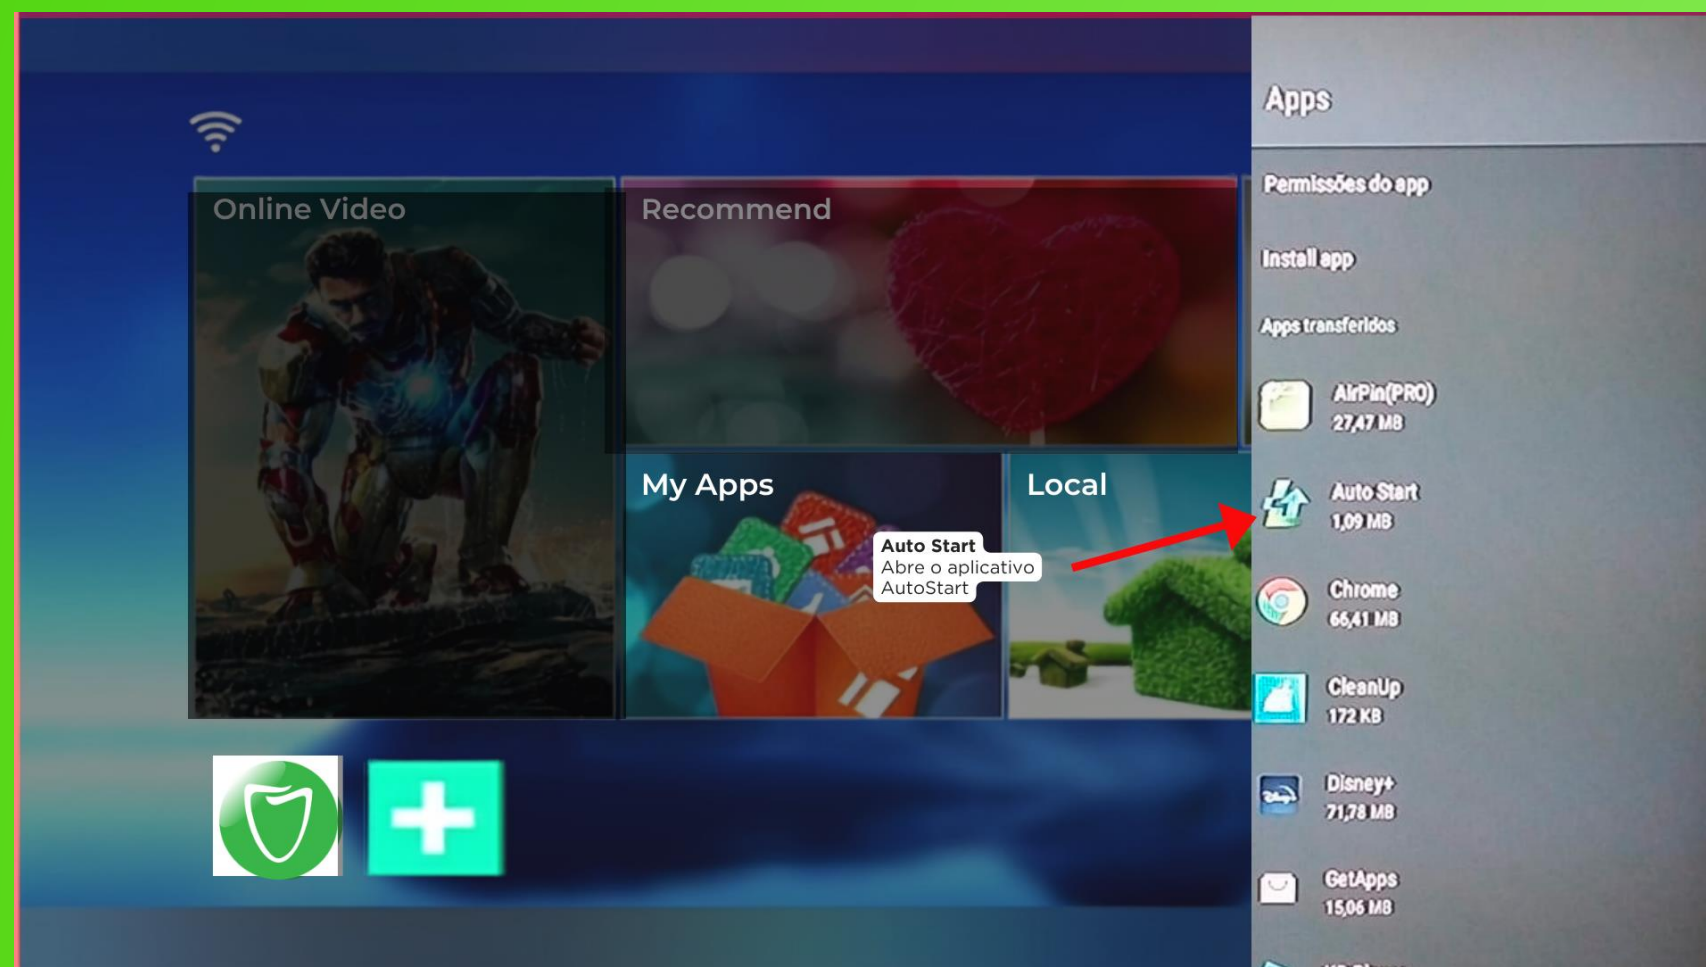 Online Video
Recommend
My Apps
Local
Auto Start
Abre o aplicativo
AutoStart
Apps
Permissões do app
Install app
Apps transferidos
AirPin(PRO)
27,47 MB
Auto Start
1,09 MB
Chrome
66,41 MB
CleanUp
172 KB
Disney+
71,78 MB
GetApps
15,06 MB